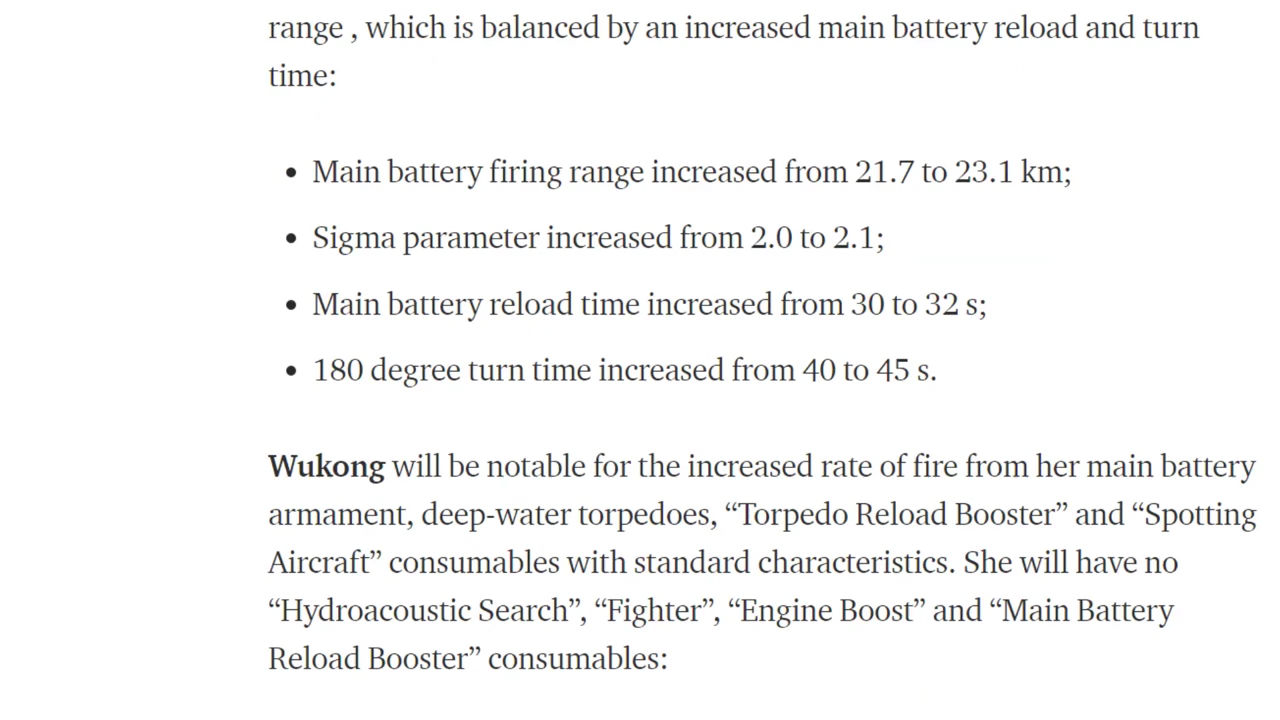 range , which is balanced by an increased main battery reload and turn
time:
• Main battery firing range increased from 21.7 to 23.1 km;
• Sigma parameter increased from 2.0 to 2.1;
• Main battery reload time increased from 30 to 32 s;
• 180 degree turn time increased from 40 to 45 s.
Wukong will be notable for the increased rate of fire from her main battery
armament, deep-water torpedoes, “Torpedo Reload Booster” and “Spotting
Aircraft” consumables with standard characteristics. She will have no
“Hydroacoustic Search”, “Fighter”, “Engine Boost” and “Main Battery
Reload Booster” consumables: